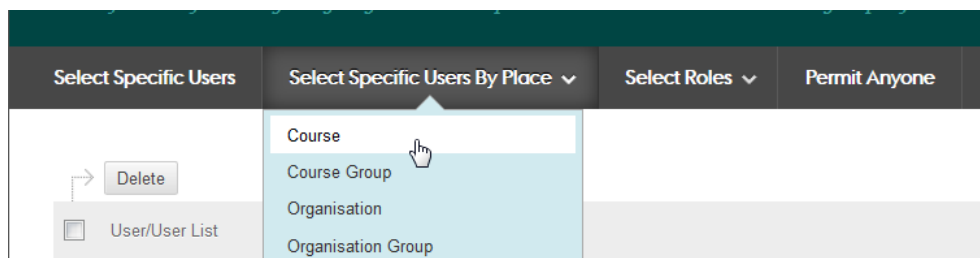 Select Specific Users Select Specific Users By Place Select Roles Permit Anyone
Course
Course Group
Delete
Organisation
User/User List
Organisation Group